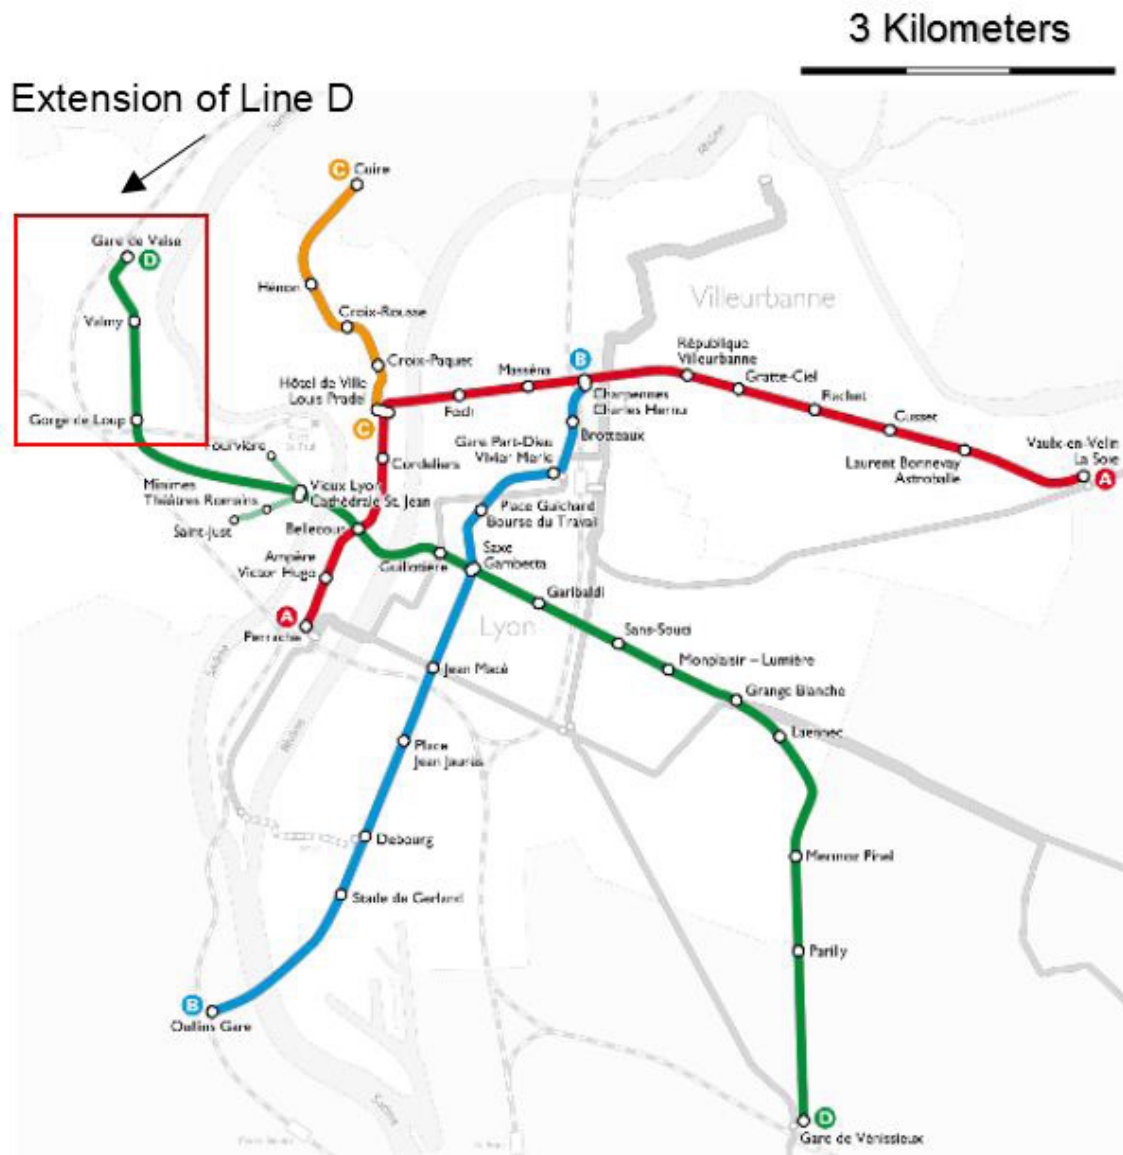 3 Kilometers
Extension of Line D
C Cuire
Saône
Rhône
Gare de Vaise
D
Valmy
Gorge de Loup
Hénon
Croix-Rousse
Croix-Paquet
Hôtel de Ville
Louis Pradel
C
Villeurbanne
B
Masséna
Foch
Charpennes
Charles Hernu
République
Villeurbanne
Gratte-Ciel
Flachet
Cusset
Laurent Bonnevay
Astroballe
Vaulx-en-Velin
La Soie
A
Brotteaux
Gare Part-Dieu
Vivier Merle
Cordeliers
Place Guichard
Bourse du Travail
Fourvière
Minimes
Théâtres Romains
Saint-Just
Vieux Lyon
Cathédrale St. Jean
Bellecour
Guillotière
Saxe
Gambetta
Ampère
Victor Hugo
A
Perrache
Garibaldi
Lyon
Sans-Souci
Monplaisir – Lumière
Grange Blanche
Laennec
Saône
Rhône
Jean Macé
Place
Jean Jaurès
Debourg
Stade de Gerland
Mermoz Pinel
Parilly
B
Oullins Gare
D
Gare de Vénissieux